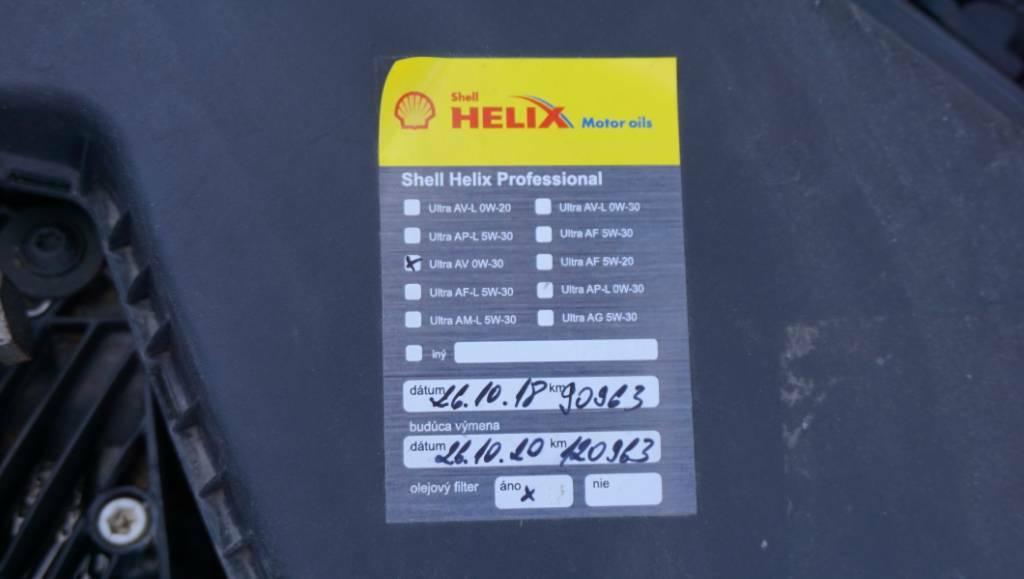 Shell
HELIX Motor oils
Shell Helix Professional
Ultra AV-L 0W-20 Ultra AV-L 0W-30
Ultra AP-L 5W-30 Ultra AF 5W-30
Ultra AV 0W-30 Ultra AF 5W-20
Ultra AF-L 5W-30 Ultra AP-L 0W-30
Ultra AM-L 5W-30 Ultra AG 5W-30
iný
dátum 26.10.18 km 90963
budúca výmena
dátum 26.10.20 km 120963
olejový filter áno x nie